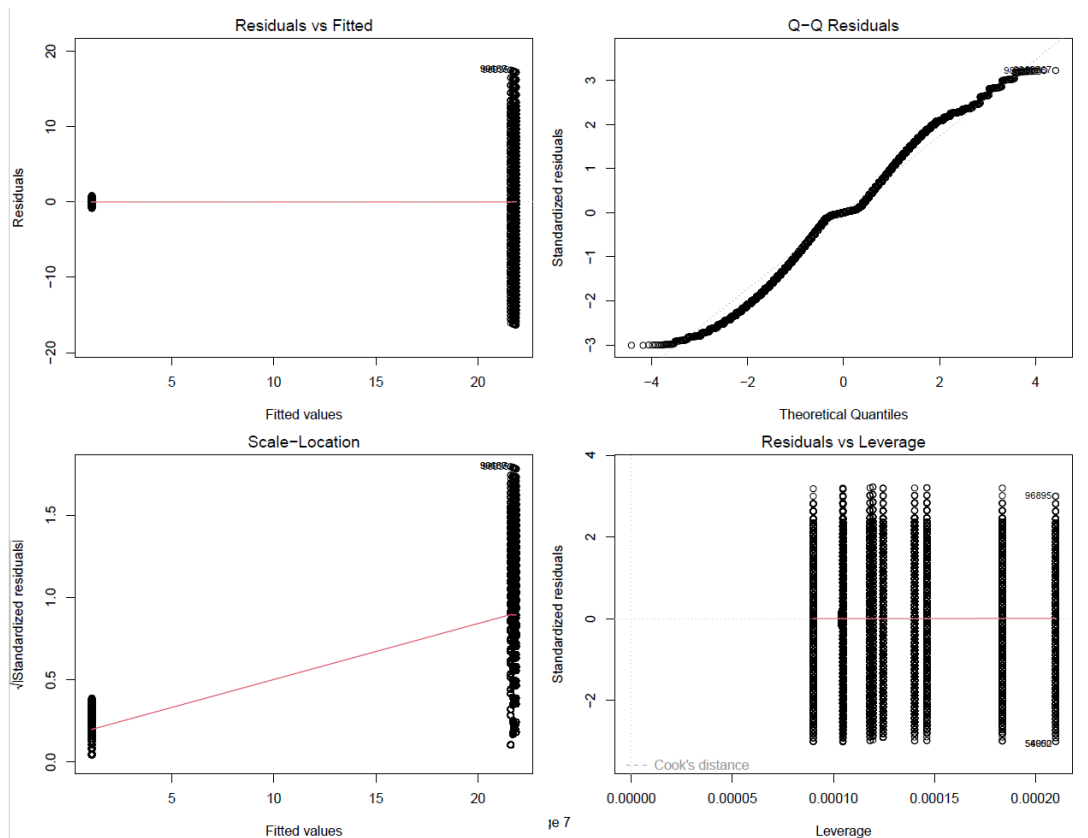 Residuals vs Fitted
Residuals
20
10
0
−10
−20
5
10
15
20
Fitted values
Q−Q Residuals
Standardized residuals
3
2
1
0
−1
−2
−3
−4
−2
0
2
4
Theoretical Quantiles
Scale−Location
√|Standardized residuals|
1.5
1.0
0.5
0.0
5
10
15
20
Fitted values
Residuals vs Leverage
Standardized residuals
4
2
0
−2
96895
Cook's distance
0.00000
0.00005
0.00010
0.00015
0.00020
Leverage
ge 7